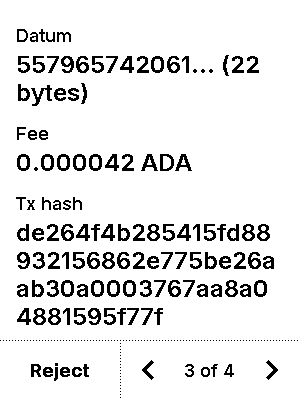 Datum
557965742061... (22
bytes)
Fee
0.000042 ADA
Tx hash
de264f4b285415fd88
932156862e775be26a
ab30a0003767aa8a0
4881595f77f
Reject
3 of 4